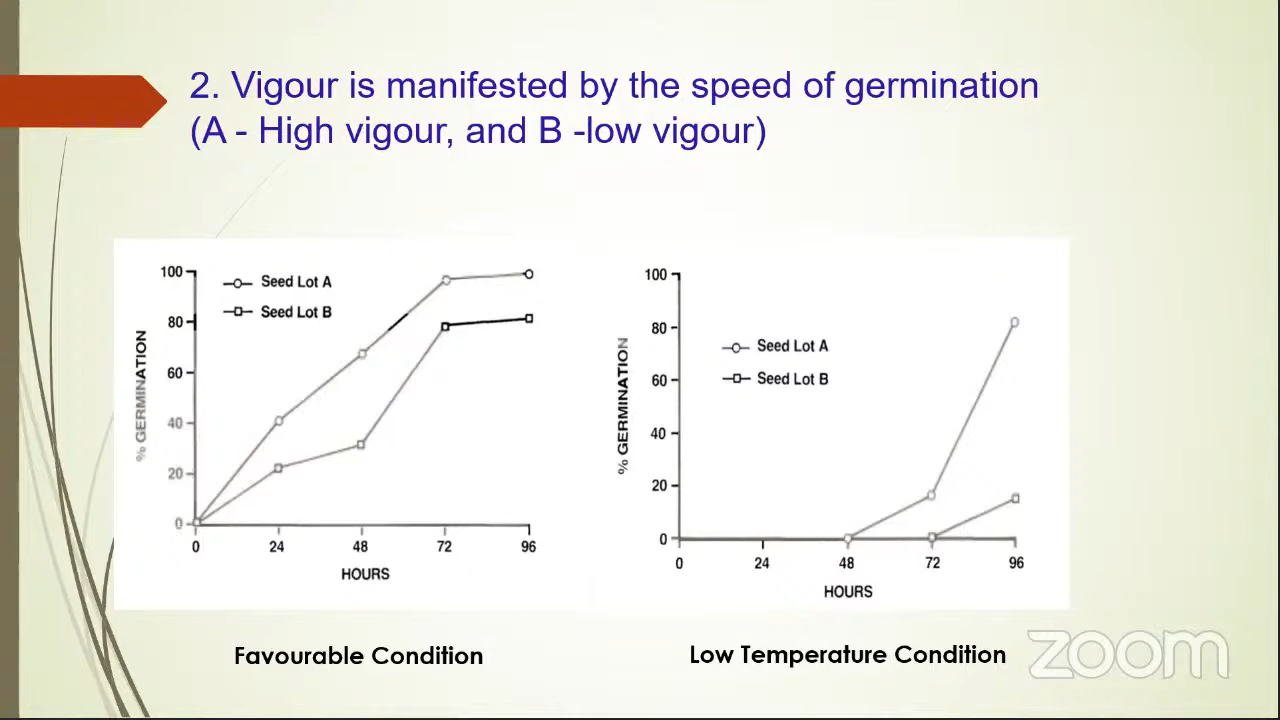 2. Vigour is manifested by the speed of germination
(A - High vigour, and B -low vigour)
100
80
60
40
20
0
% GERMINATION
Seed Lot A
Seed Lot B
0 24 48 72 96
HOURS
Favourable Condition
100
80
60
40
20
0
% GERMINATION
Seed Lot A
Seed Lot B
0 24 48 72 96
HOURS
Low Temperature Condition
zoom